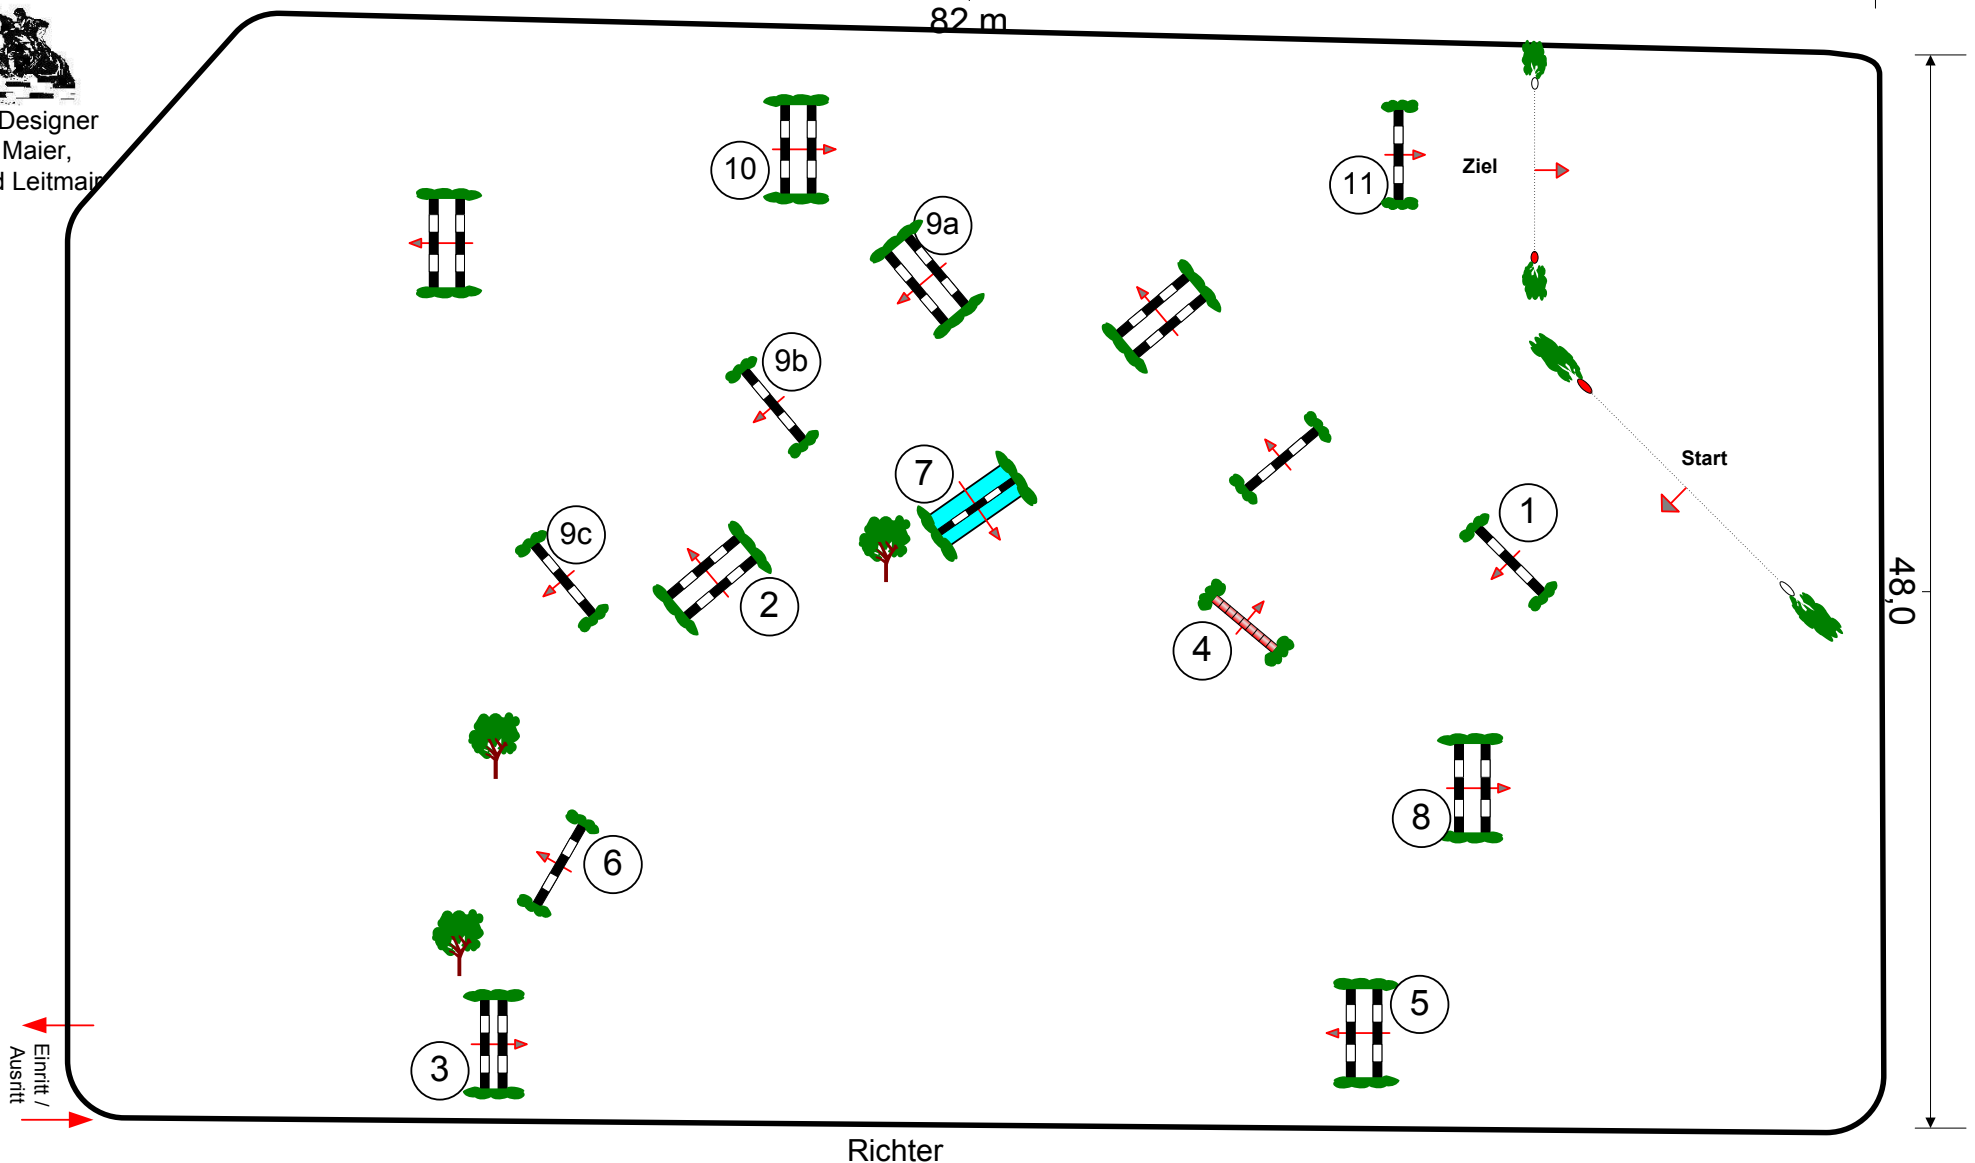 82 m
Designer
Maier,
d Leitmair
10
11
Ziel
9a
9b
7
Start
1
9c
2
4
48,0
8
6
5
3
Einritt /
Ausritt
Richter